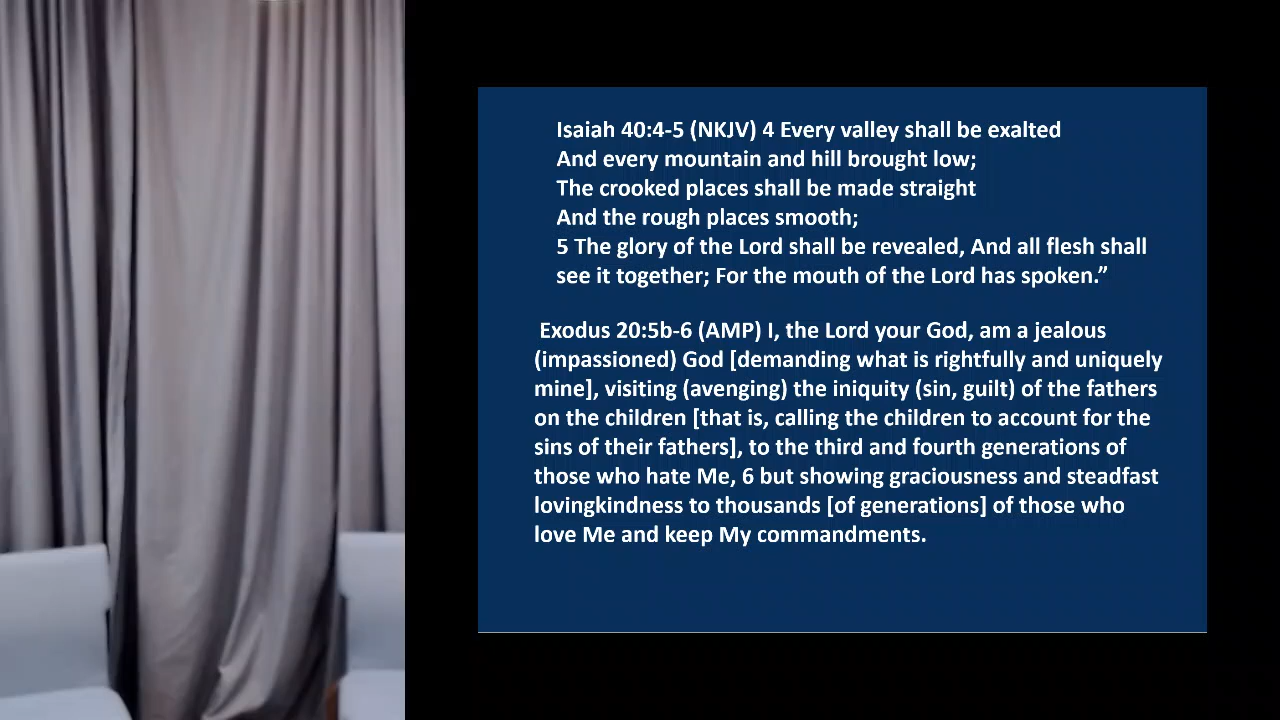 Isaiah 40:4-5 (NKJV) 4 Every valley shall be exalted
And every mountain and hill brought low;
The crooked places shall be made straight
And the rough places smooth;
5 The glory of the Lord shall be revealed, And all flesh shall
see it together; For the mouth of the Lord has spoken.”
Exodus 20:5b-6 (AMP) I, the Lord your God, am a jealous
(impassioned) God [demanding what is rightfully and uniquely
mine], visiting (avenging) the iniquity (sin, guilt) of the fathers
on the children [that is, calling the children to account for the
sins of their fathers], to the third and fourth generations of
those who hate Me, 6 but showing graciousness and steadfast
lovingkindness to thousands [of generations] of those who
love Me and keep My commandments.